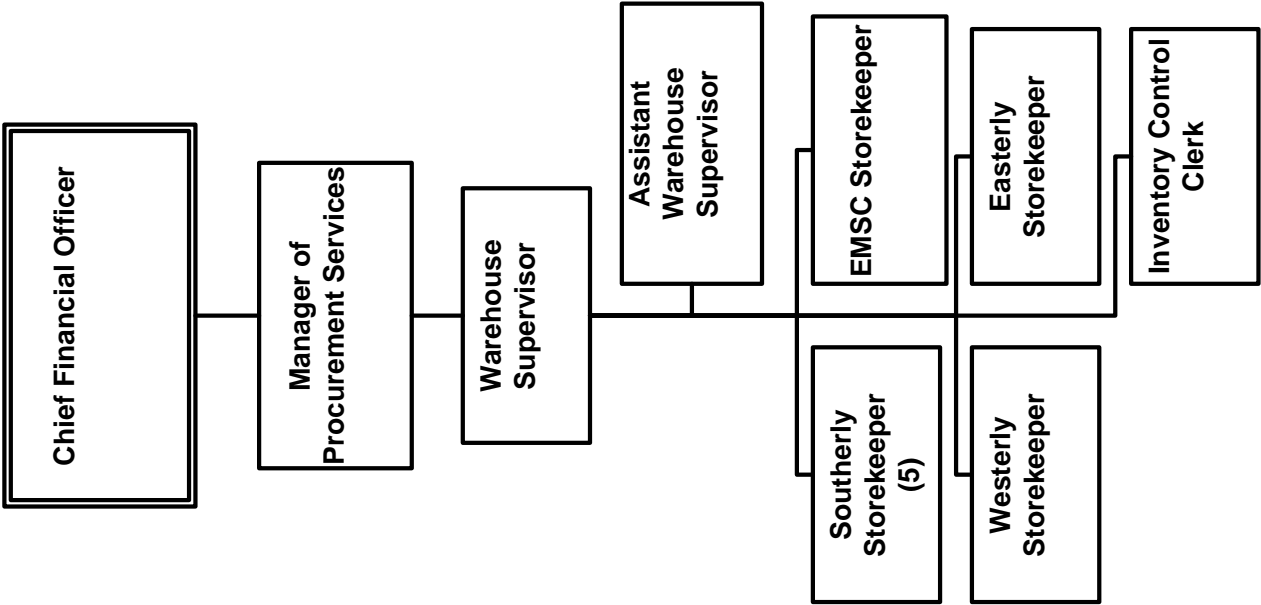 Chief Financial Officer
Manager of
Procurement Services
Warehouse
Supervisor
Assistant
Warehouse
Supervisor
Southerly
Storekeeper
(5)
EMSC Storekeeper
Westerly
Storekeeper
Easterly
Storekeeper
Inventory Control
Clerk